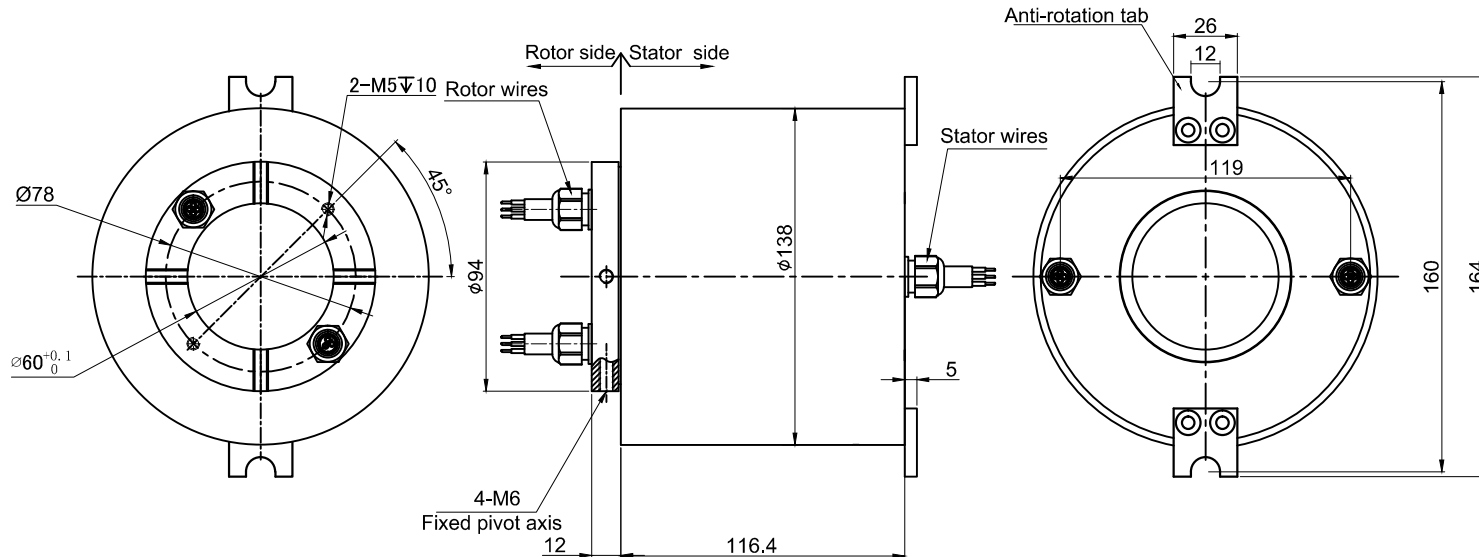 Anti-rotation tab
26
12
Rotor side
Stator side
2-M5↧10
Rotor wires
Stator wires
45°
Ø78
119
ϕ94
ϕ138
160
164
⌀60 +0.1 0
5
4-M6
Fixed pivot axis
12
116.4